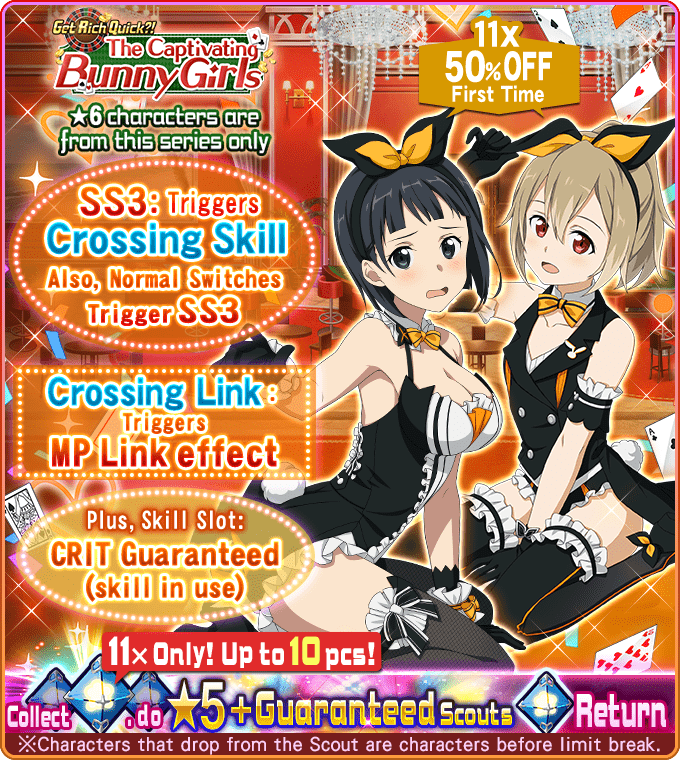 Get Rich Quick?!
The Captivating
Bunny Girls
★6 characters are
from this series only
11x
50%OFF
First Time
SS3: Triggers
Crossing Skill
Also, Normal Switches
Trigger SS3
Crossing Link:
Triggers
MP Link effect
Plus, Skill Slot:
CRIT Guaranteed
(skill in use)
11× Only! Up to 10 pcs!
Collect , do ★5+Guaranteed Scouts Return
※Characters that drop from the Scout are characters before limit break.